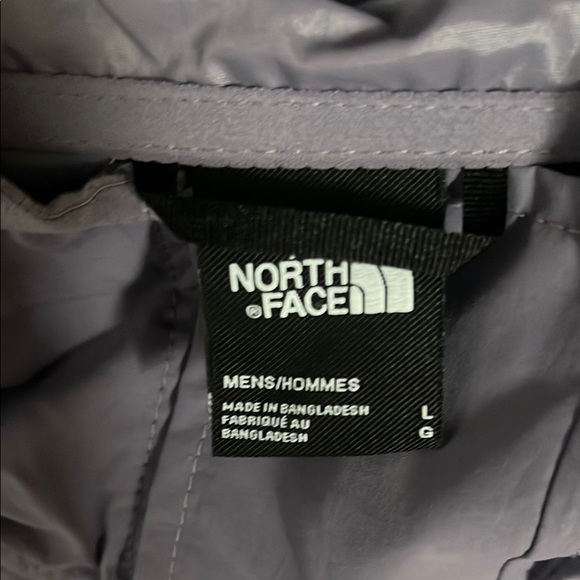 NORTH
®FACE
MENS/HOMMES
MADE IN BANGLADESH
FABRIQUÉ AU
BANGLADESH
L
G